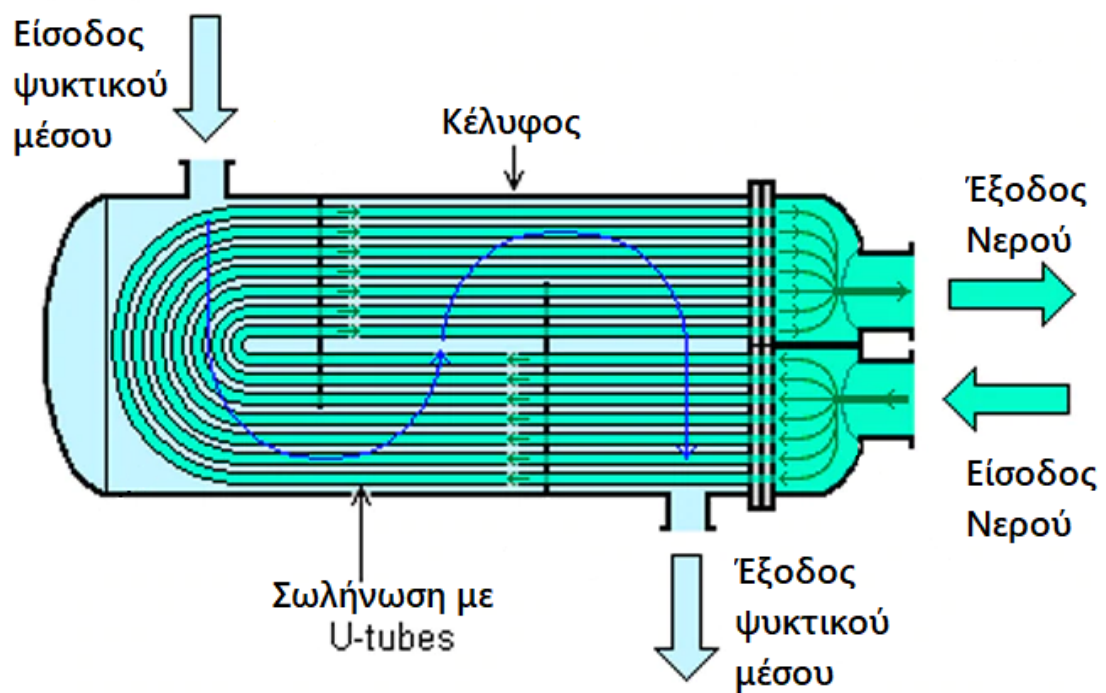 Είσοδος
ψυκτικού
μέσου
Κέλυφος
Έξοδος
Νερού
Είσοδος
Νερού
Σωλήνωση με
U-tubes
Έξοδος
ψυκτικού
μέσου